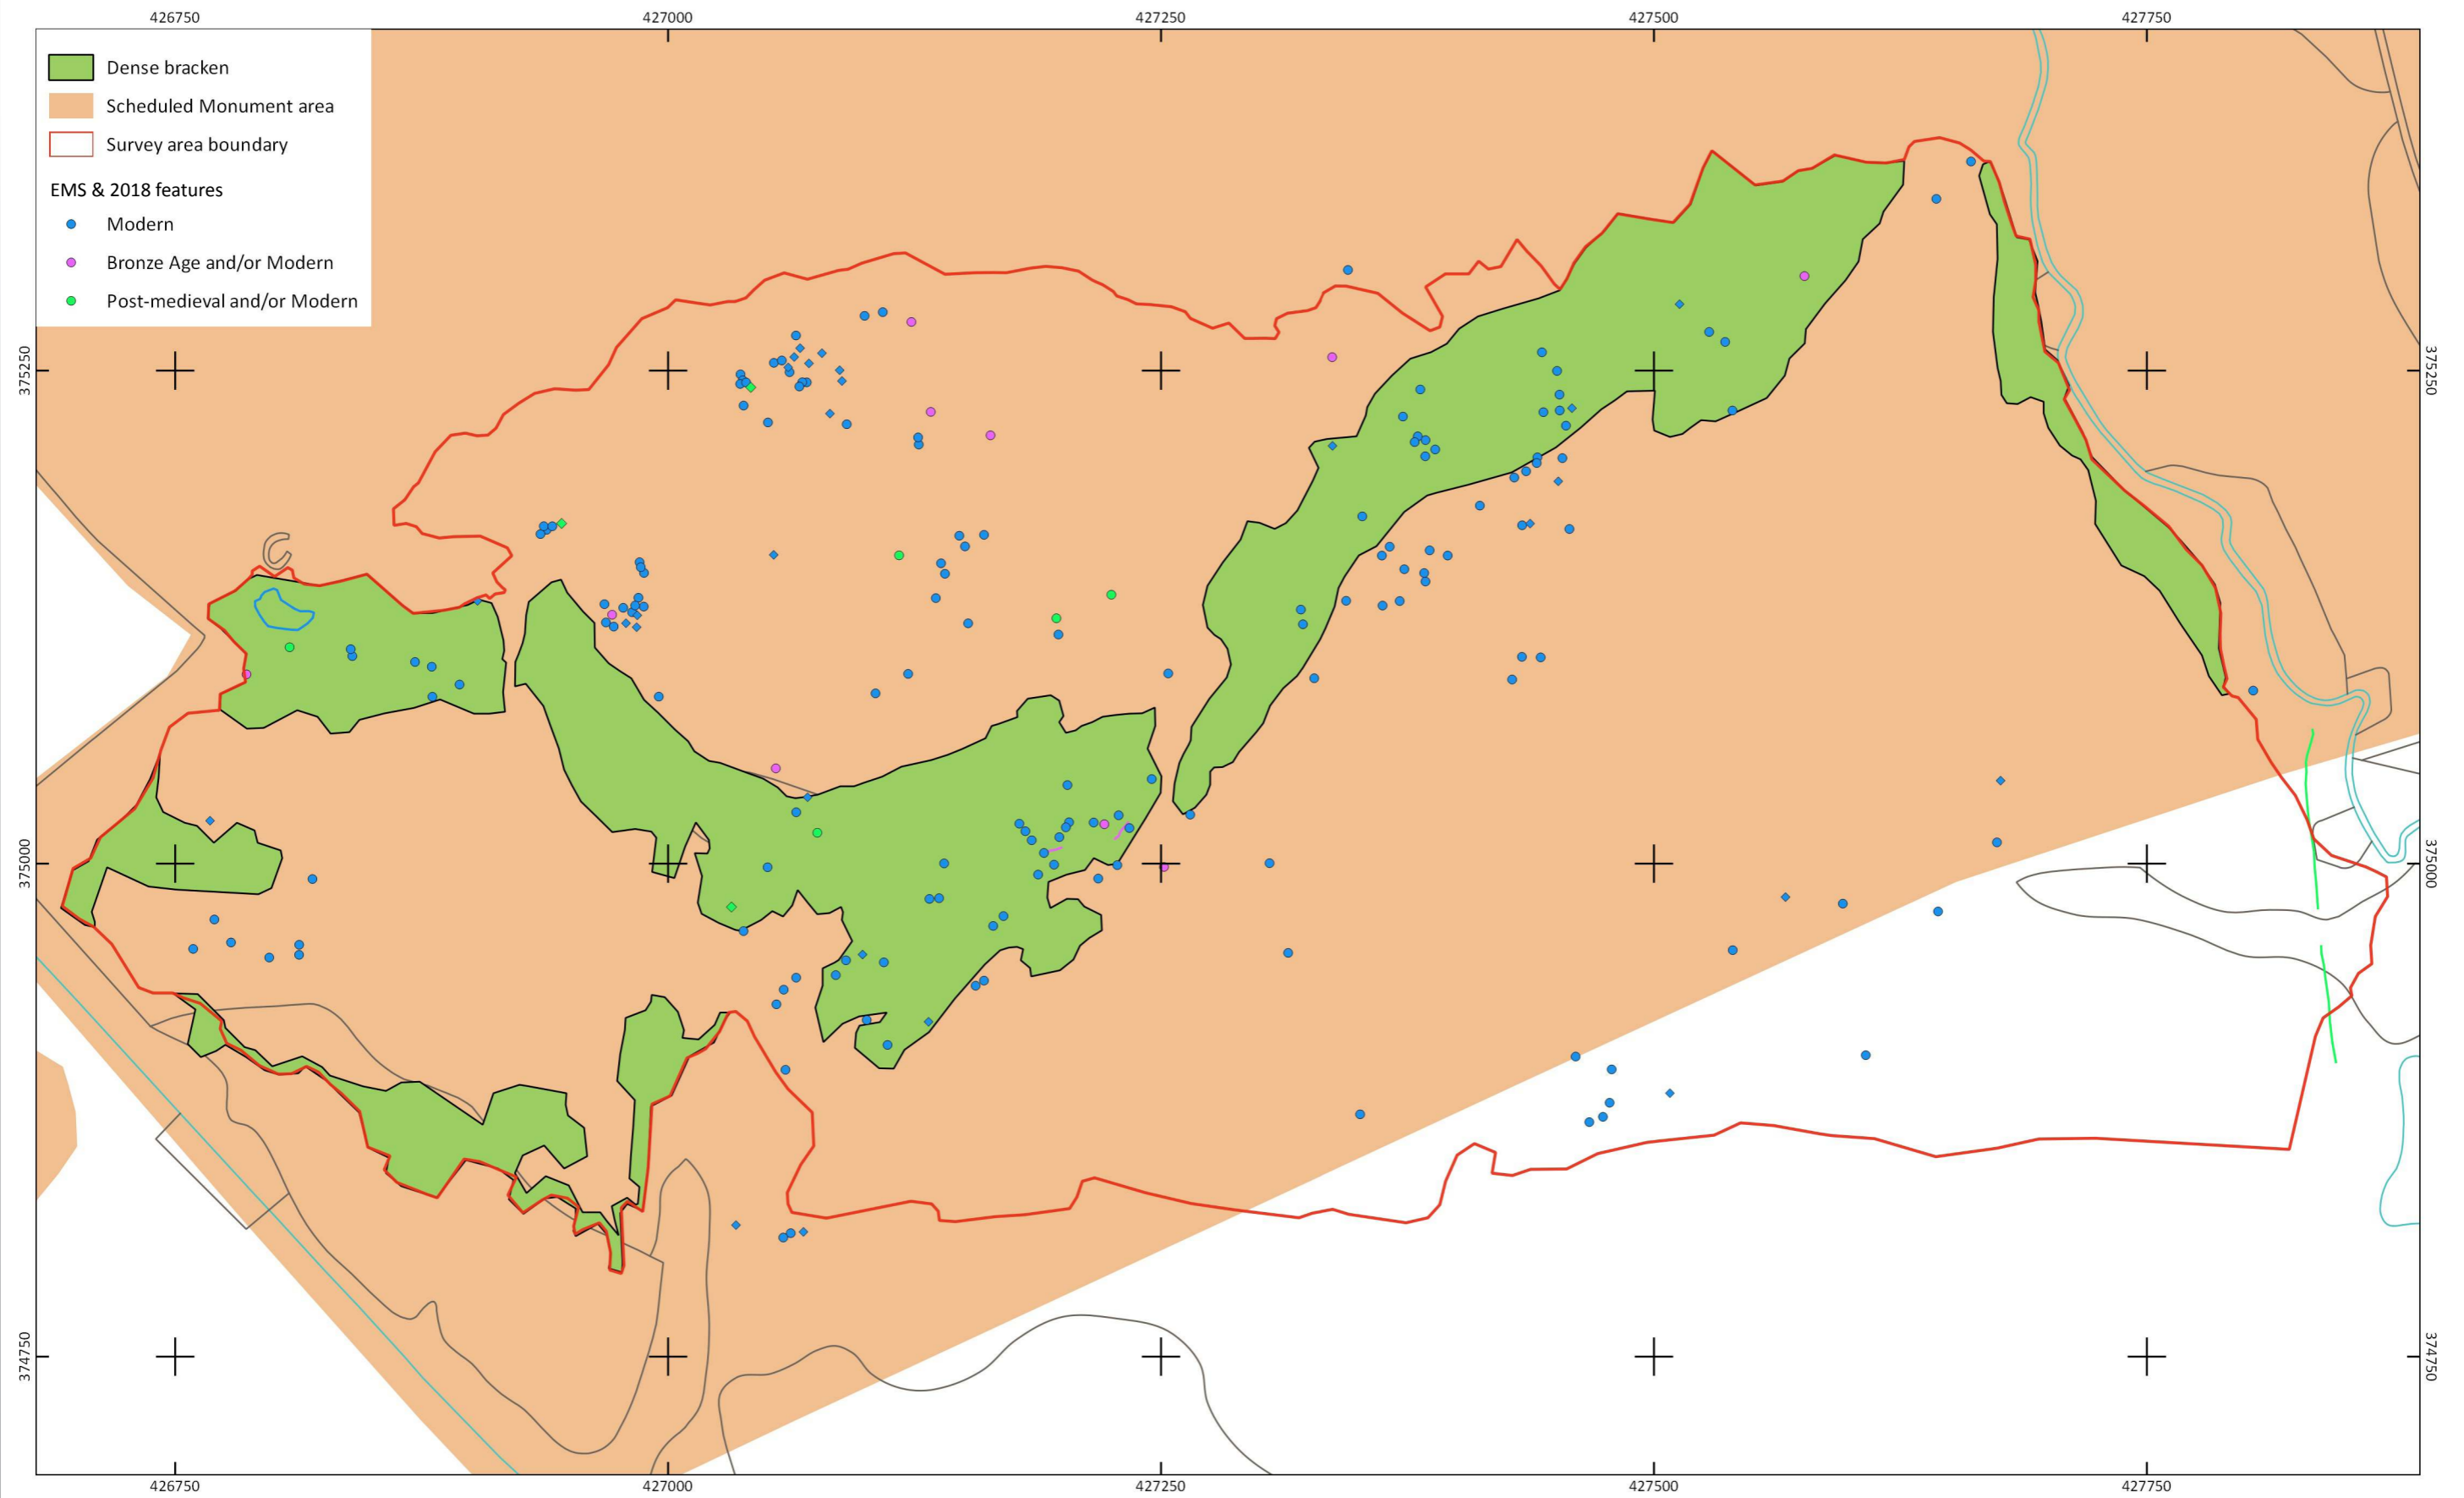 426750 427000 427250 427500 427750
Dense bracken
Scheduled Monument area
Survey area boundary
EMS & 2018 features
Modern
Bronze Age and/or Modern
Post-medieval and/or Modern
375250 375250
375000 375000
374750 374750
426750 427000 427250 427500 427750